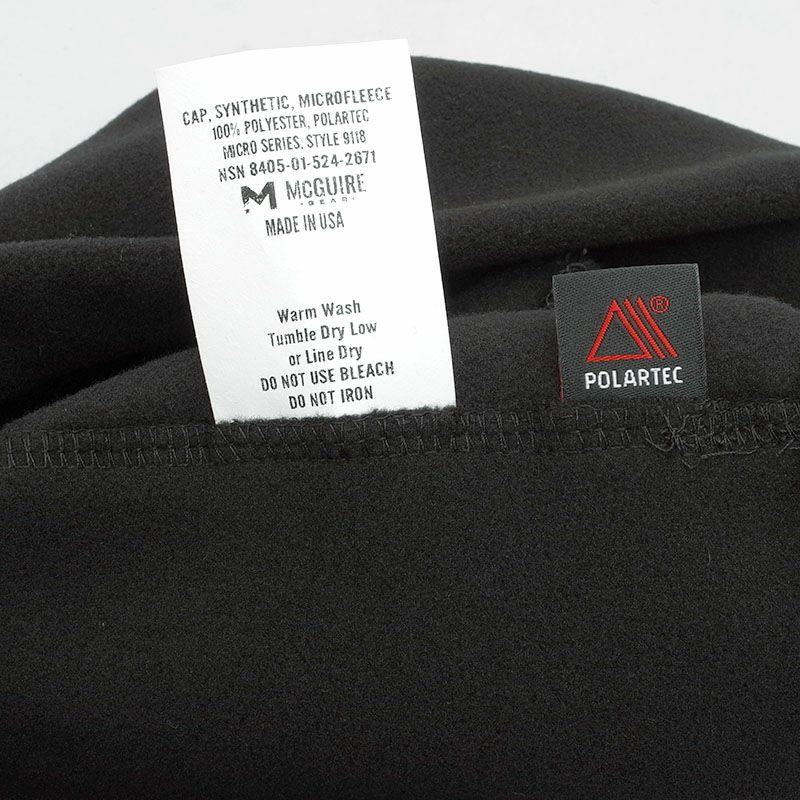 CAP, SYNTHETIC, MICROFLEECE
100% POLYESTER, POLARTEC
MICRO SERIES, STYLE 9118
NSN 8405-01-524-2671
M MCGUIRE
- GEAR -
MADE IN USA
Warm Wash
Tumble Dry Low
or Line Dry
DO NOT USE BLEACH
DO NOT IRON
®
POLARTEC